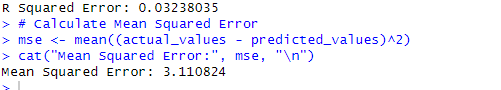 R Squared Error: 0.03238035
> # Calculate Mean Squared Error
> mse <- mean((actual_values - predicted_values)^2)
> cat("Mean Squared Error:", mse, "\n")
Mean Squared Error: 3.110824
>